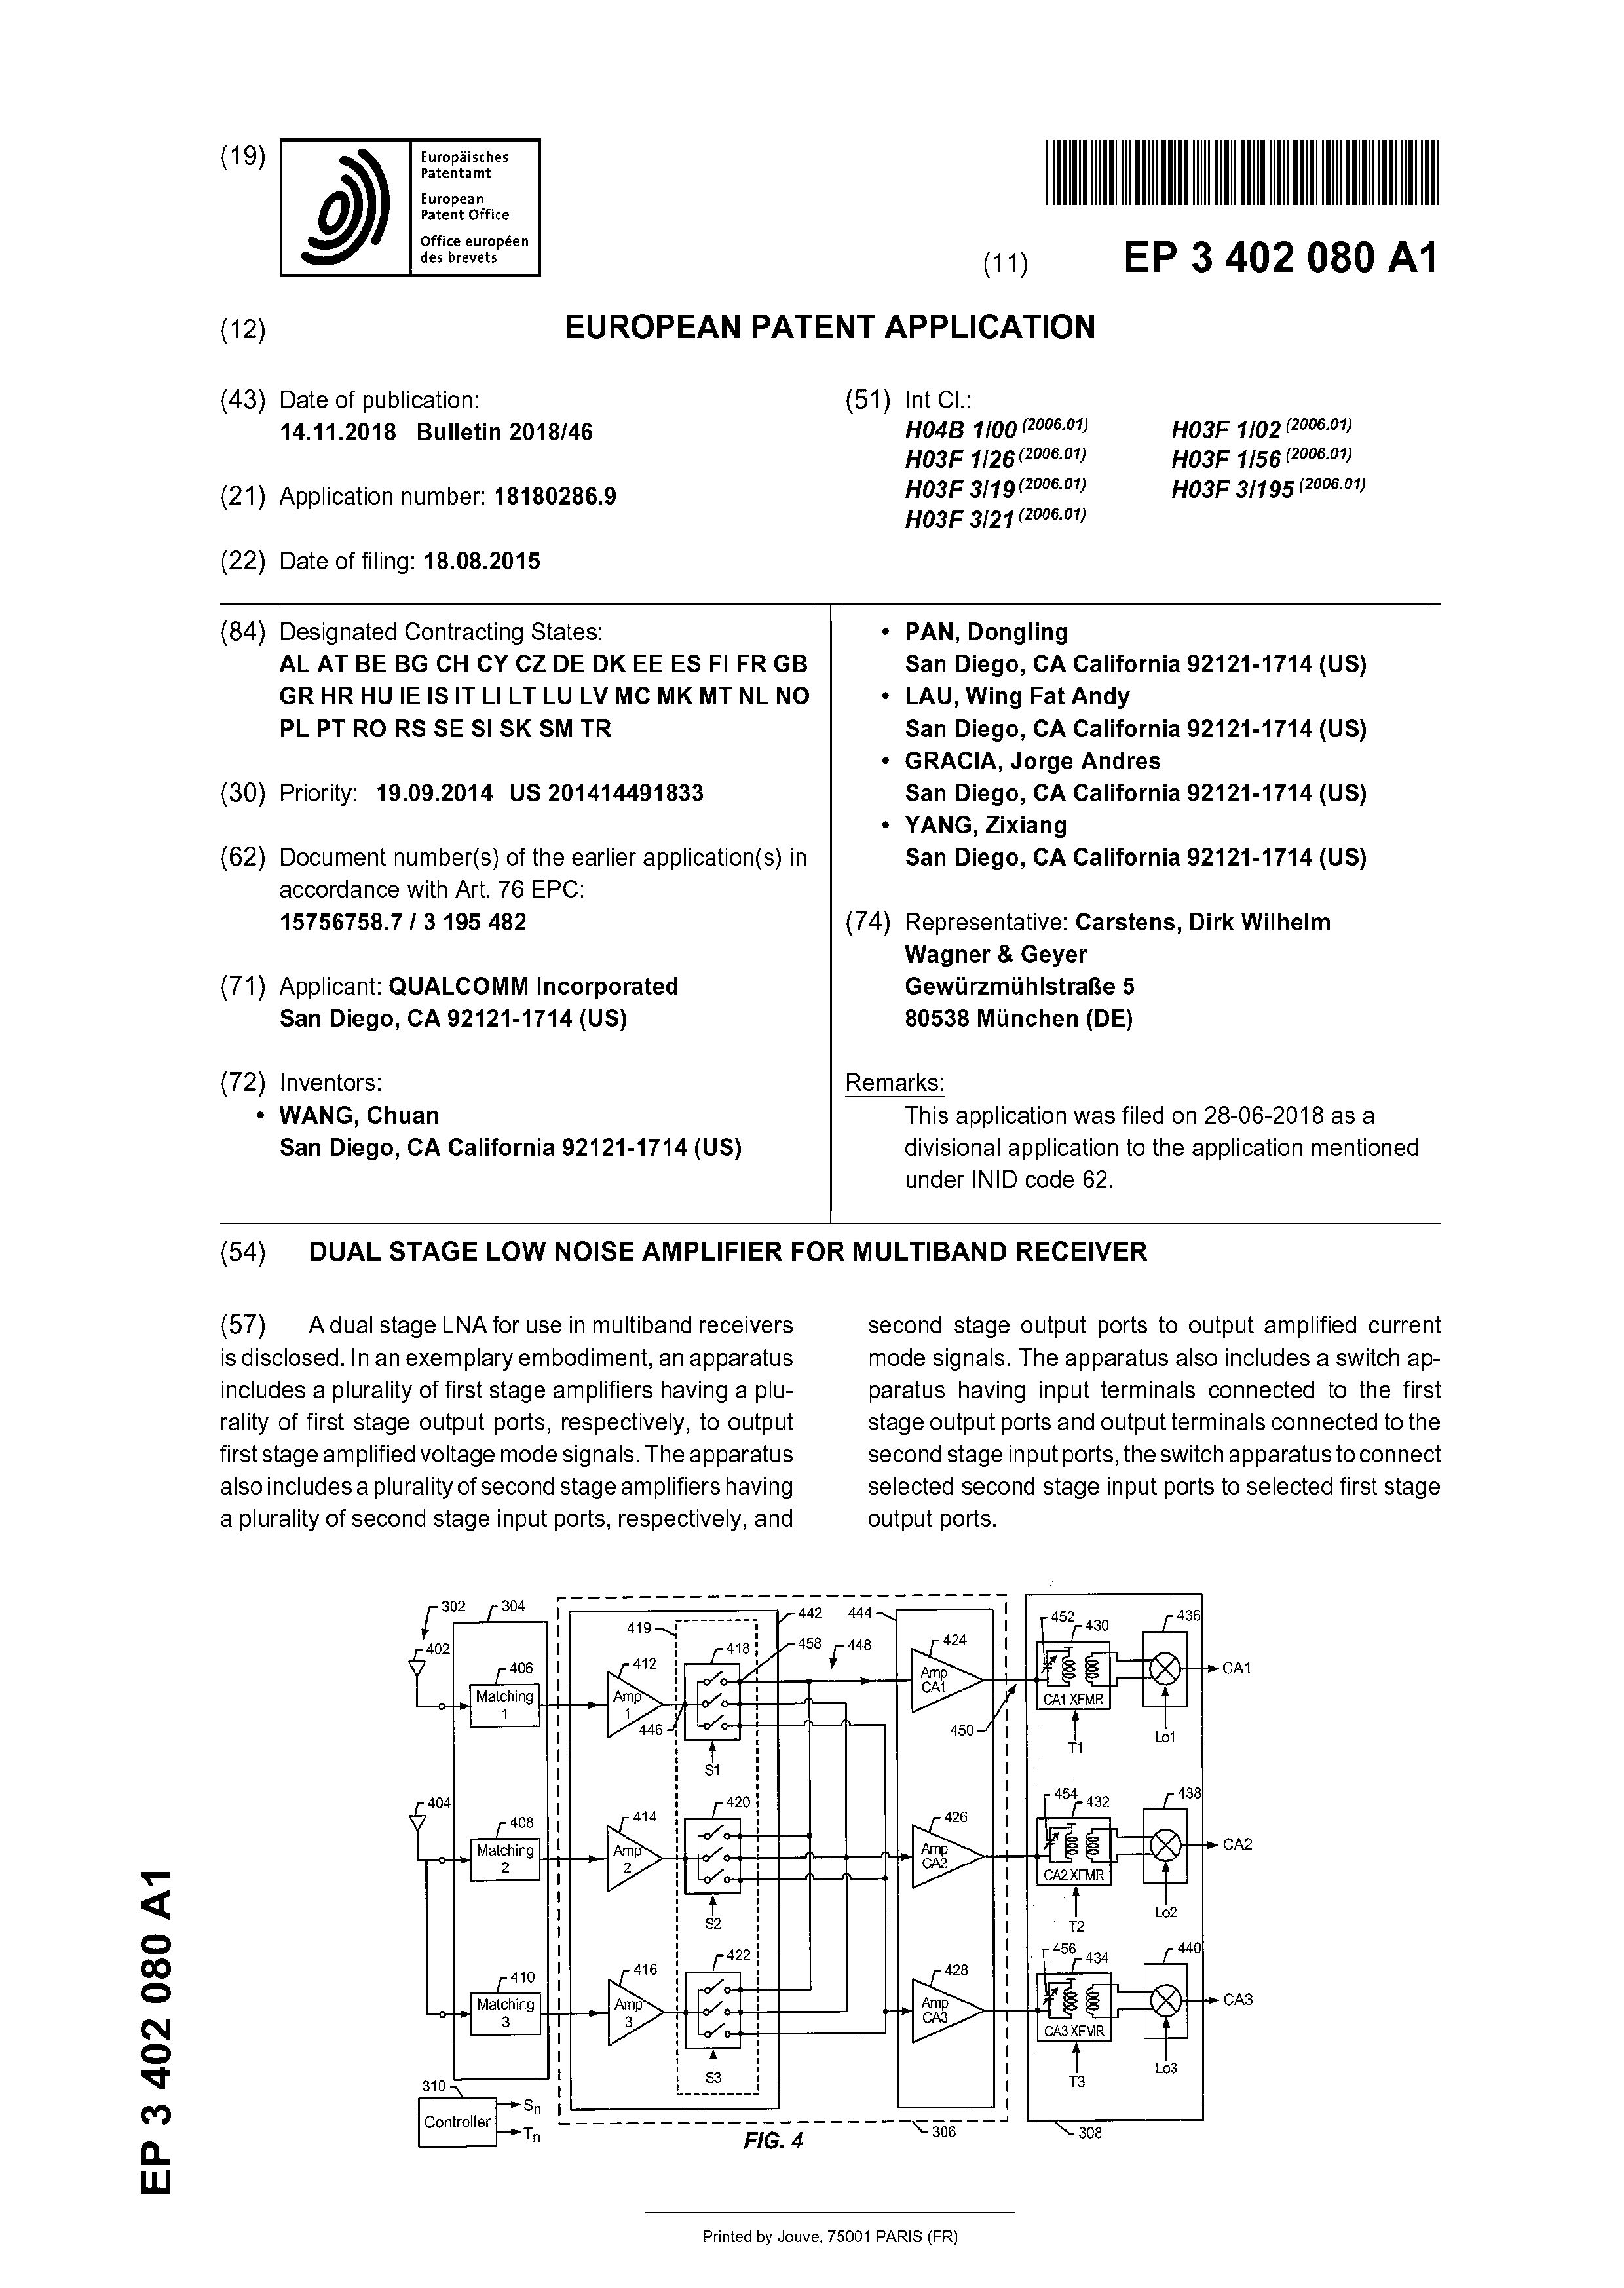 (19)
Europäisches
Patentamt
European
Patent Office
Office européen
des brevets
(11) EP 3 402 080 A1
(12) EUROPEAN PATENT APPLICATION
(43) Date of publication:
14.11.2018 Bulletin 2018/46
(21) Application number: 18180286.9
(22) Date of filing: 18.08.2015
(51) Int Cl.:
H04B 1/00 (2006.01) H03F 1/02 (2006.01)
H03F 1/26 (2006.01) H03F 1/56 (2006.01)
H03F 3/19 (2006.01) H03F 3/195 (2006.01)
H03F 3/21 (2006.01)
(84) Designated Contracting States:
AL AT BE BG CH CY CZ DE DK EE ES FI FR GB
GR HR HU IE IS IT LI LT LU LV MC MK MT NL NO
PL PT RO RS SE SI SK SM TR
(30) Priority: 19.09.2014 US 201414491833
(62) Document number(s) of the earlier application(s) in
accordance with Art. 76 EPC:
15756758.7 / 3 195 482
(71) Applicant: QUALCOMM Incorporated
San Diego, CA 92121-1714 (US)
(72) Inventors:
• WANG, Chuan
San Diego, CA California 92121-1714 (US)
• PAN, Dongling
San Diego, CA California 92121-1714 (US)
• LAU, Wing Fat Andy
San Diego, CA California 92121-1714 (US)
• GRACIA, Jorge Andres
San Diego, CA California 92121-1714 (US)
• YANG, Zixiang
San Diego, CA California 92121-1714 (US)
(74) Representative: Carstens, Dirk Wilhelm
Wagner & Geyer
Gewürzmühlstraße 5
80538 München (DE)
Remarks:
This application was filed on 28-06-2018 as a
divisional application to the application mentioned
under INID code 62.
(54) DUAL STAGE LOW NOISE AMPLIFIER FOR MULTIBAND RECEIVER
(57) A dual stage LNA for use in multiband receivers
is disclosed. In an exemplary embodiment, an apparatus
includes a plurality of first stage amplifiers having a plu-
rality of first stage output ports, respectively, to output
first stage amplified voltage mode signals. The apparatus
also includes a plurality of second stage amplifiers having
a plurality of second stage input ports, respectively, and
second stage output ports to output amplified current
mode signals. The apparatus also includes a switch ap-
paratus having input terminals connected to the first
stage output ports and output terminals connected to the
second stage input ports, the switch apparatus to connect
selected second stage input ports to selected first stage
output ports.
302 304 442 444 452 430 436
402 406 419 412 418 458 448 424
Matching
1
Amp
1
446
S1
Amp
CA1
450
CA1 XFMR
T1
Lo1
CA1
404 408 414 420 426 454 432 438
Matching
2
Amp
2
S2
Amp
CA2
CA2 XFMR
T2
Lo2
CA2
410 416 422 428 456 434 440
Matching
3
Amp
3
S3
Amp
CA3
CA3 XFMR
T3
Lo3
CA3
310
Controller
Sn
Tn
306
308
FIG. 4
EP 3 402 080 A1
Printed by Jouve, 75001 PARIS (FR)